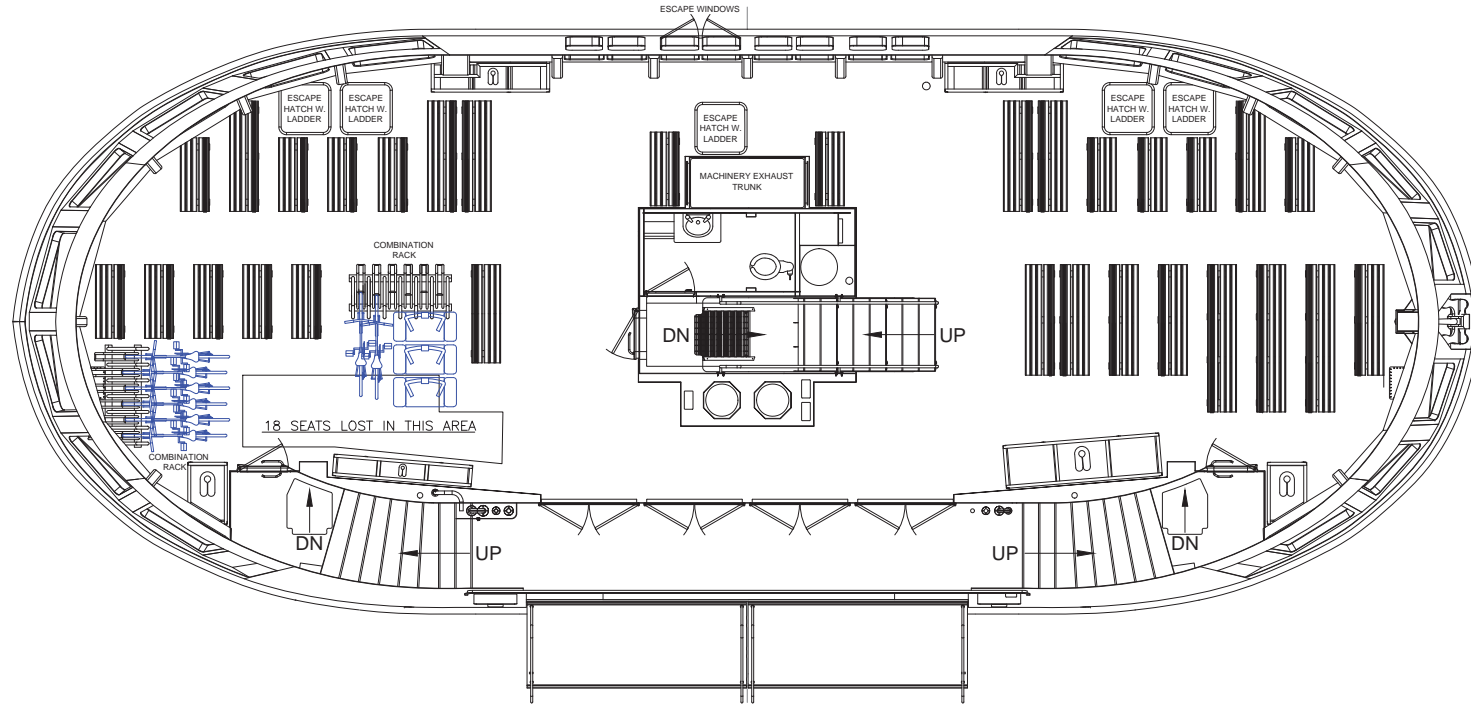 ESCAPE WINDOWS
ESCAPE
HATCH W.
LADDER
ESCAPE
HATCH W.
LADDER
ESCAPE
HATCH W.
LADDER
ESCAPE
HATCH W.
LADDER
ESCAPE
HATCH W.
LADDER
MACHINERY EXHAUST
TRUNK
COMBINATION
RACK
DN
UP
18 SEATS LOST IN THIS AREA
COMBINATION
RACK
DN
UP
UP
DN